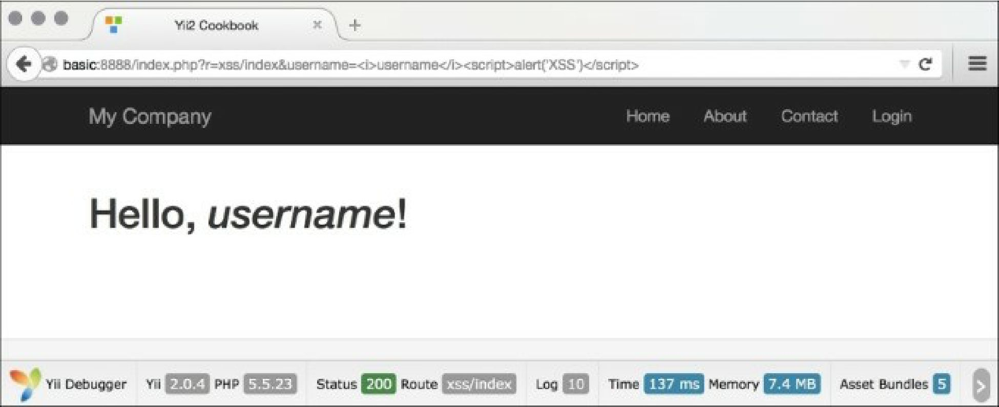 Yii2 Cookbook
basic:8888/index.php?r=xss/index&username=<i>username</i><script>alert('XSS')</script>
My Company Home About Contact Login
Hello, username!
Yii Debugger Yii 2.0.4 PHP 5.5.23 Status 200 Route xss/index Log 10 Time 137 ms Memory 7.4 MB Asset Bundles 5